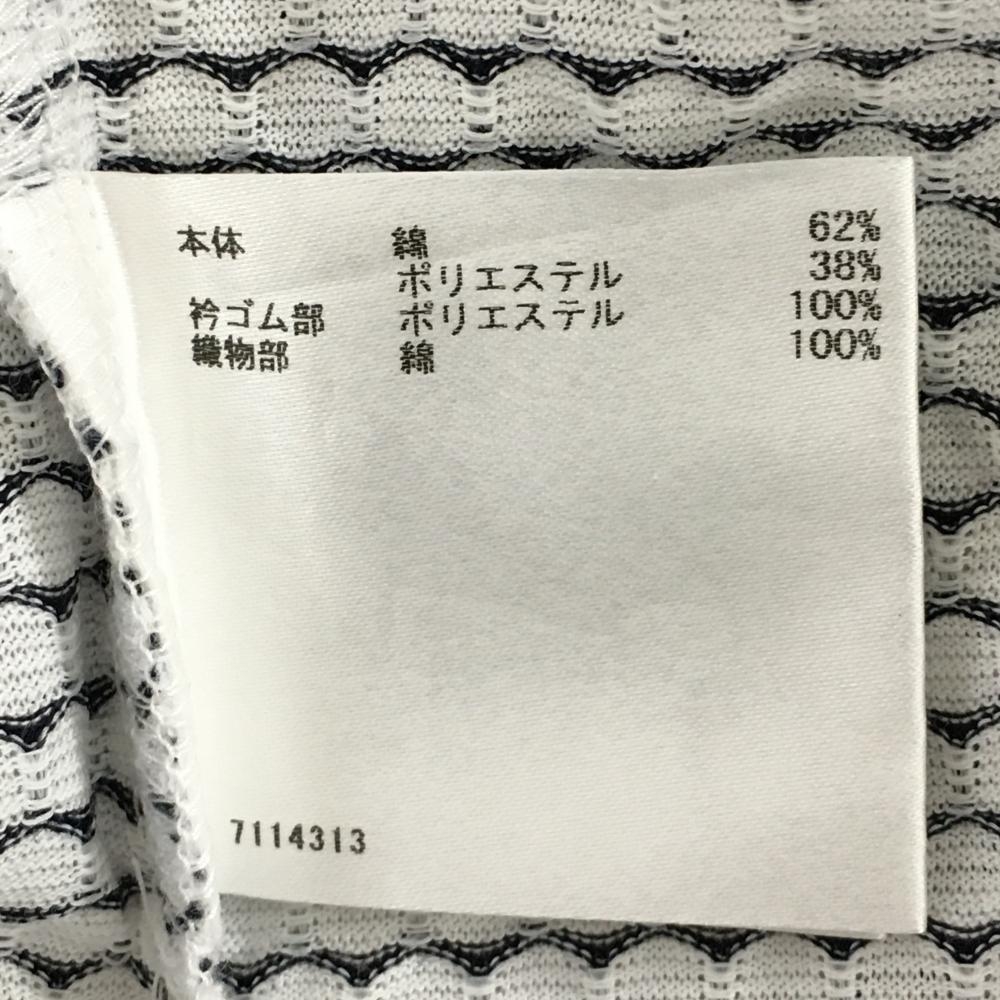 本体 綿 62%
ポリエステル 38%
衿ゴム部 ポリエステル 100%
織物部 綿 100%
7114313